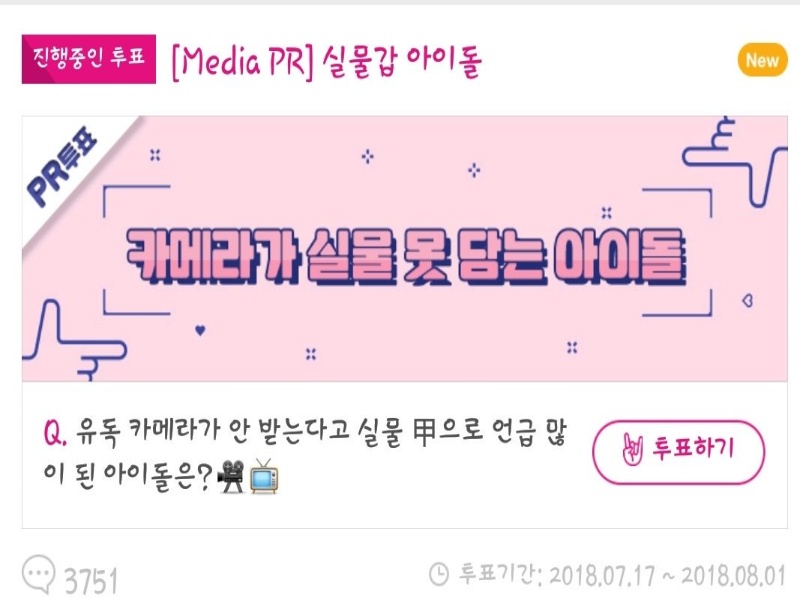 진행중인 투표
[Media PR] 실물갑 아이돌
New
PR투표
카메라가 실물 못 담는 아이돌
Q. 유독 카메라가 안 받는다고 실물 甲으로 언급 많
이 된 아이돌은?🎥📺
투표하기
3751
투표기간: 2018.07.17 ~ 2018.08.01